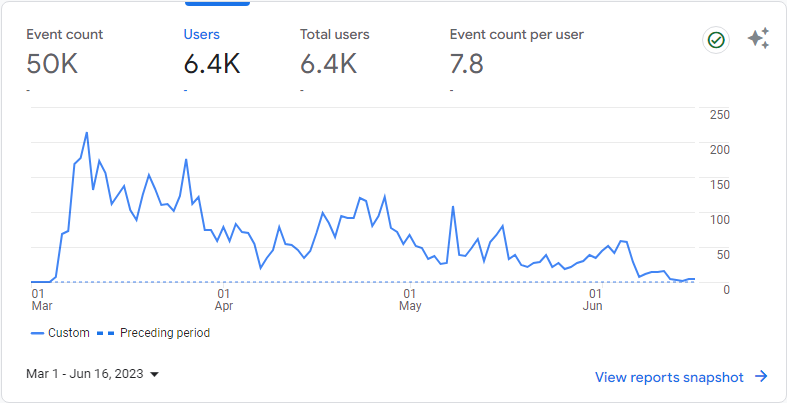 Event count Users Total users Event count per user
50K 6.4K 6.4K 7.8
- - - -
250
200
150
100
50
0
01 01 01 01
Mar Apr May Jun
Custom Preceding period
Mar 1 - Jun 16, 2023
View reports snapshot